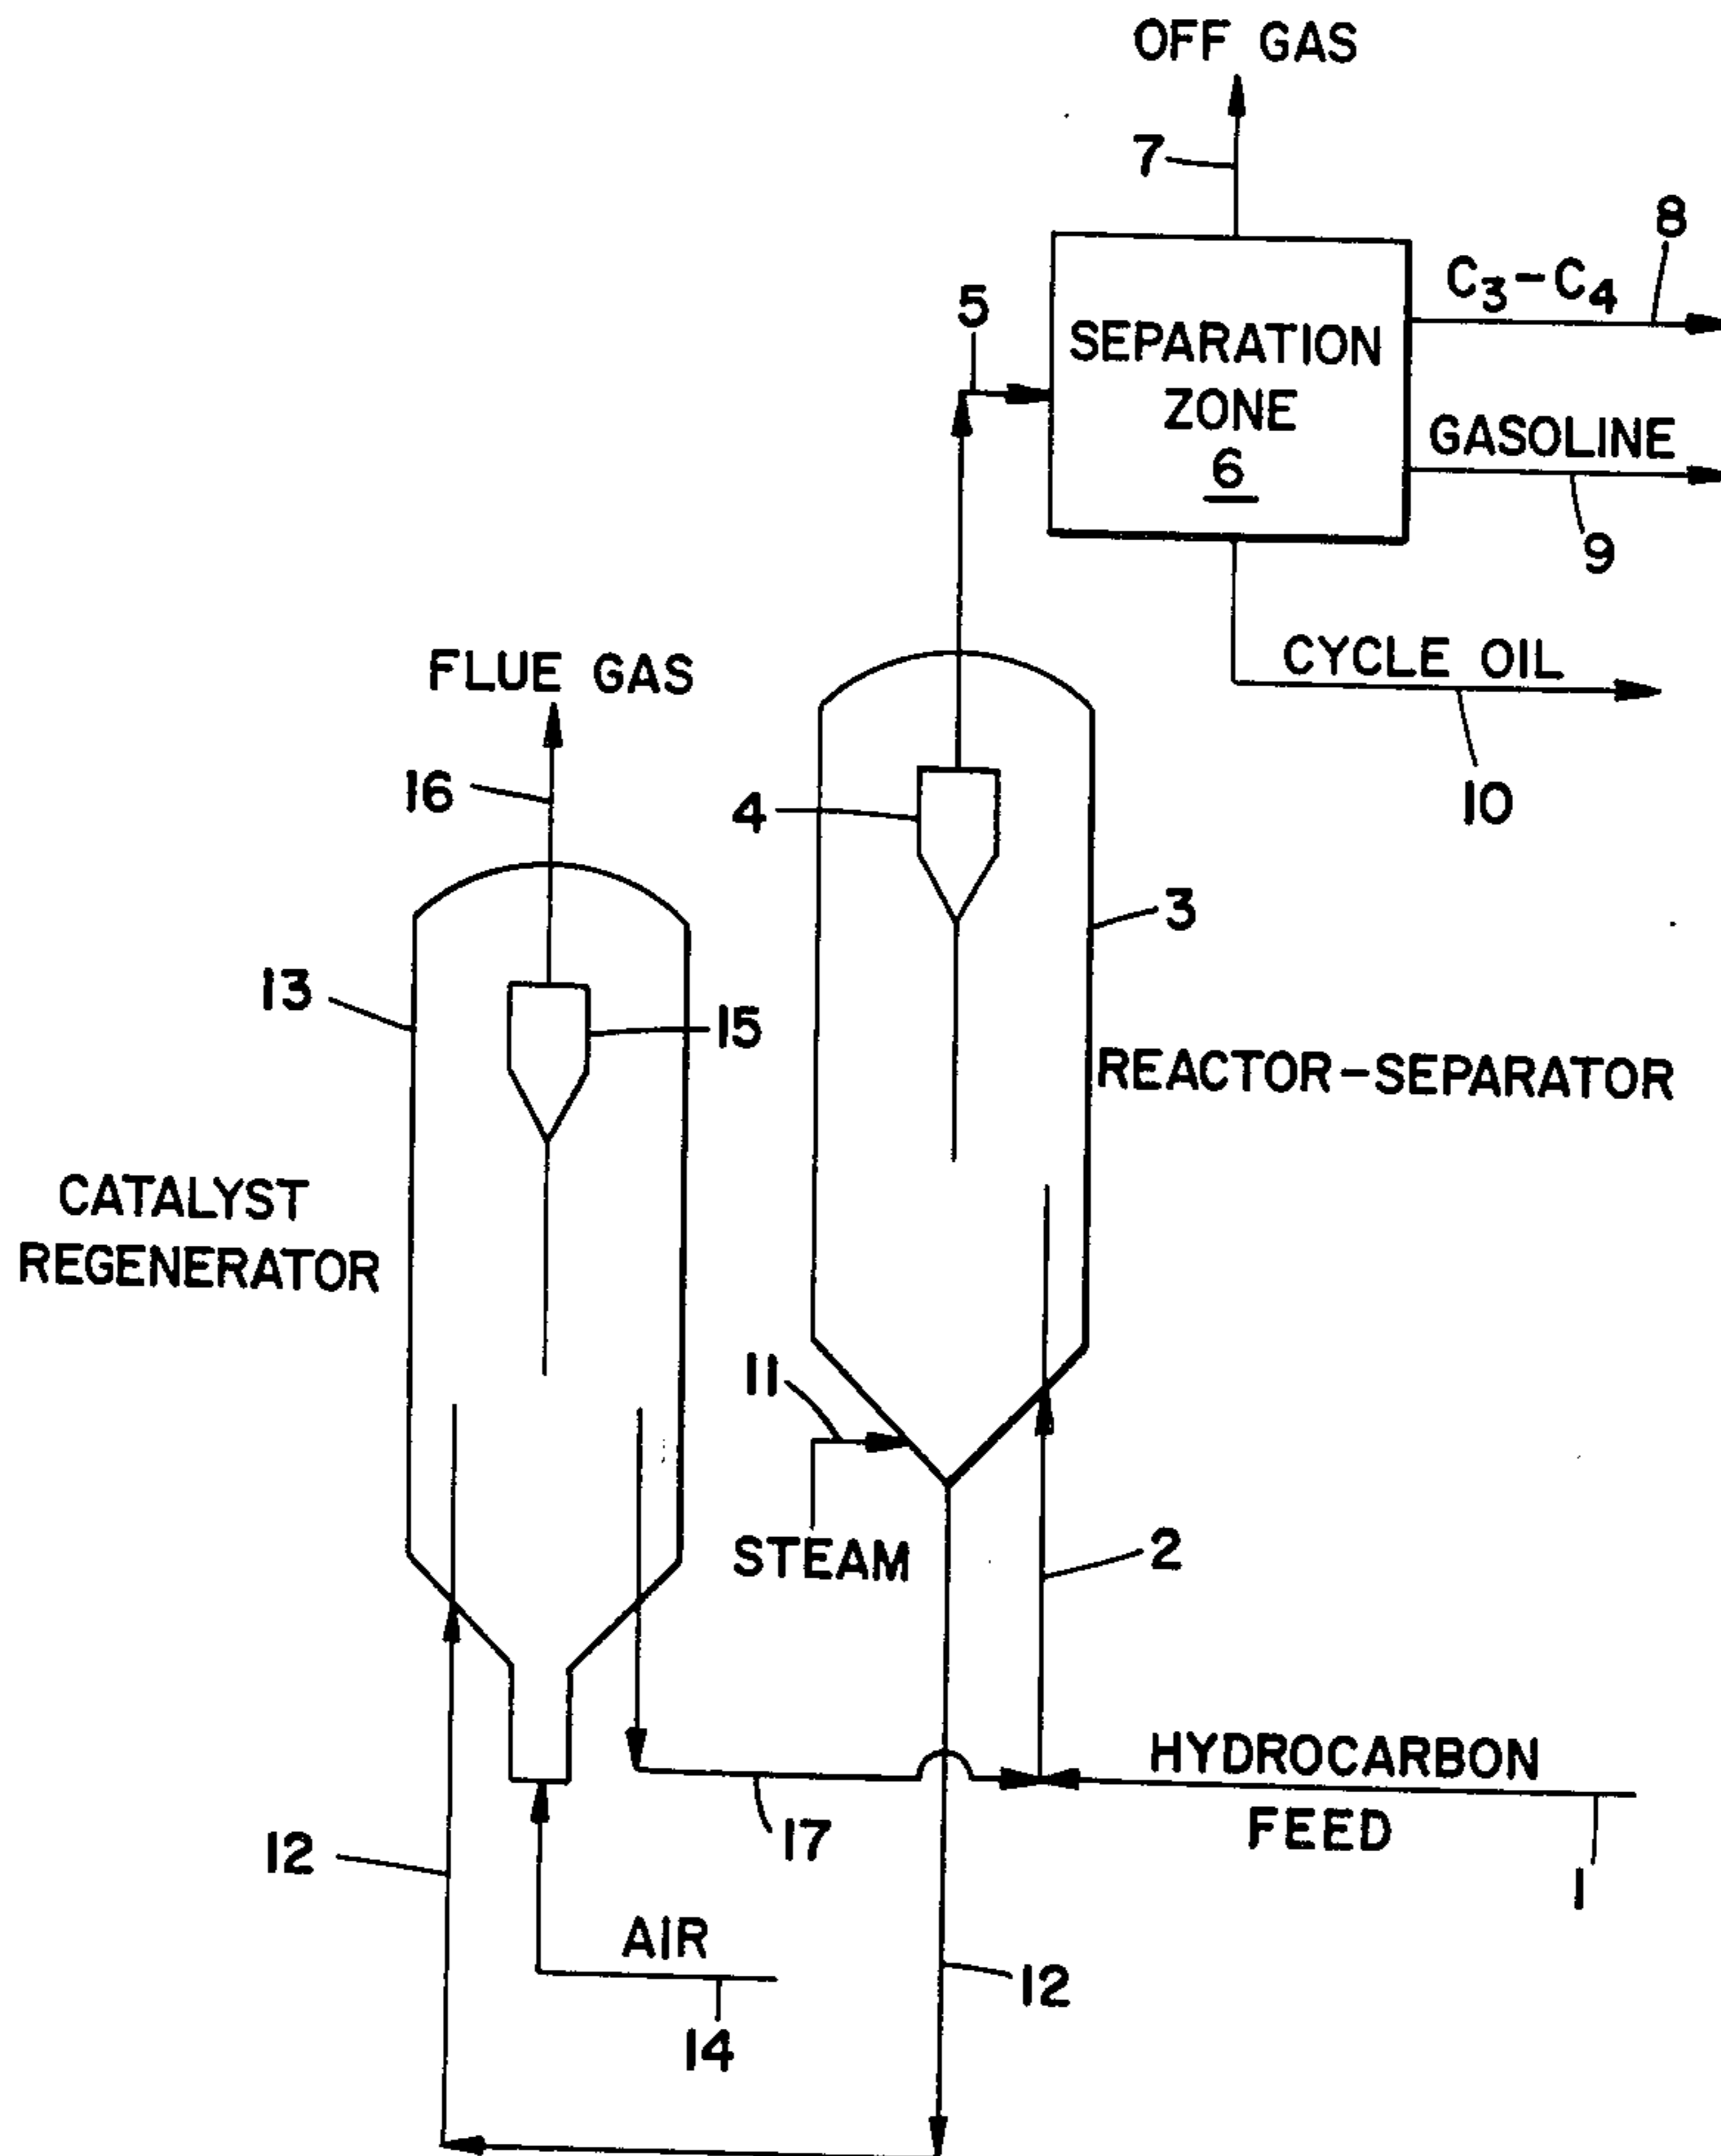 OFF GAS
7
8
C₃-C₄
5
SEPARATION
ZONE
6
GASOLINE
9
CYCLE OIL
10
FLUE GAS
16
4
3
13
15
REACTOR-SEPARATOR
CATALYST
REGENERATOR
11
STEAM
2
HYDROCARBON
FEED
17
12
1
AIR
12
14